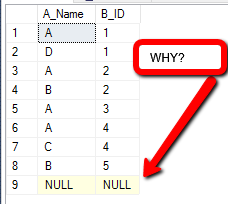 A_Name B_ID
1 A 1
2 D 1
3 A 2
4 B 2
5 A 3
6 A 4
7 C 4
8 B 5
9 NULL NULL
WHY?